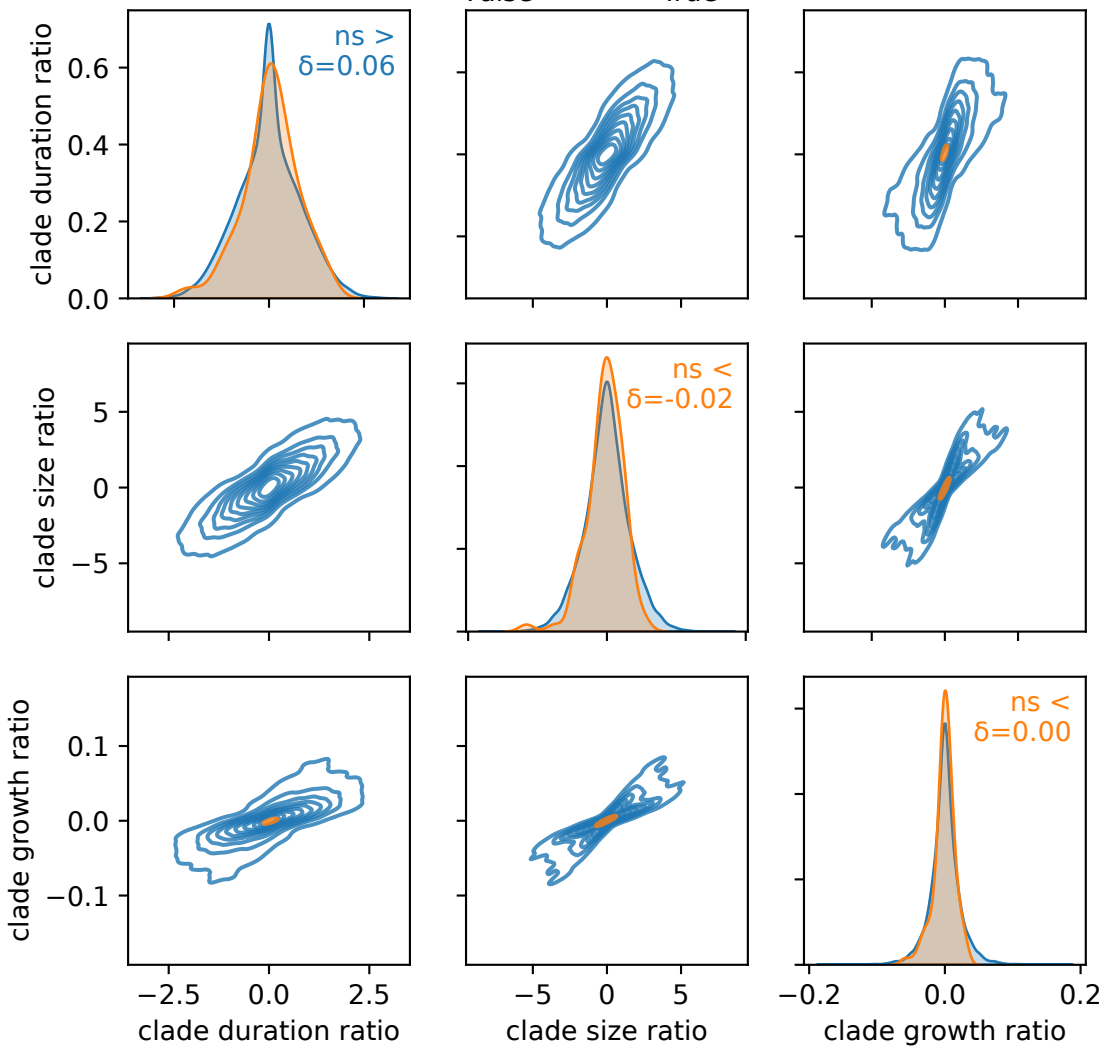 clade duration ratio
0.6
0.4
0.2
0.0
ns >
δ=0.06
clade size ratio
5
0
−5
ns <
δ=-0.02
clade growth ratio
0.1
0.0
−0.1
ns <
δ=0.00
−2.5 0.0 2.5
−5 0 5
−0.2 0.0 0.2
clade duration ratio
clade size ratio
clade growth ratio